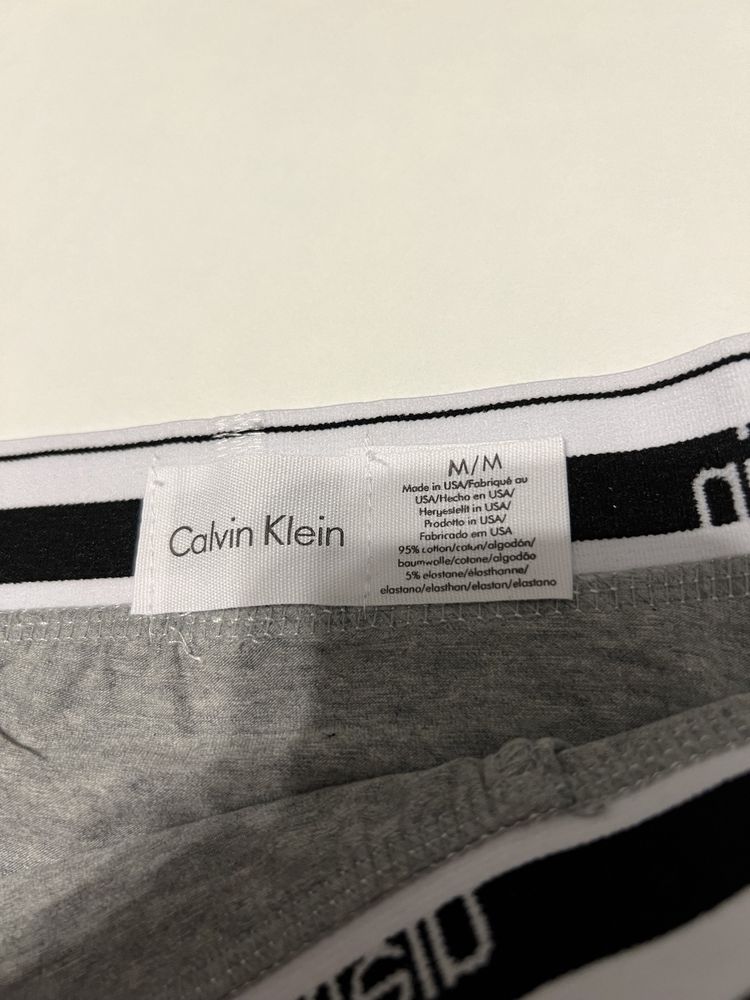 Calvin Klein
M/M
Made in USA/Fabriqué au
USA/Hecho en USA/
Hergestellt in USA/
Prodotto in USA/
Fabricado em USA
95% cotton/coton/algodón/
baumwolle/cotone/algodão
5% elastane/élasthanne/
elastano/elasthan/elastan/elastano